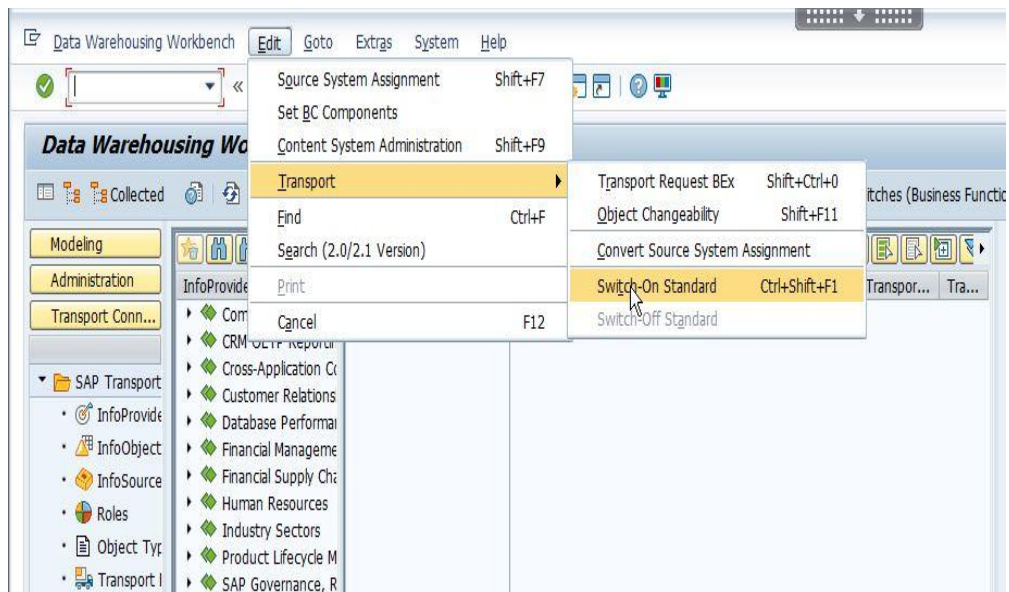 Data Warehousing Workbench Edit Goto Extras System Help
«
Source System Assignment Shift+F7
Set BC Components
Content System Administration Shift+F9
Transport
Find Ctrl+F
Search (2.0/2.1 Version)
Print
Cancel F12
Transport Request BEx Shift+Ctrl+0
Object Changeability Shift+F11
Convert Source System Assignment
Switch-On Standard Ctrl+Shift+F1
Switch-Off Standard
Data Warehousing Wo
Collected
itches (Business Functio
Modeling
Administration
Transport Conn...
SAP Transport
InfoProvide
InfoObject
InfoSource
Roles
Object Typ
Transport
InfoProvide
Transpor... Tra...
Com
CRM
Cross-Application Co
Customer Relations
Database Performan
Financial Manageme
Financial Supply Cha
Human Resources
Industry Sectors
Product Lifecycle M
SAP Governance, R